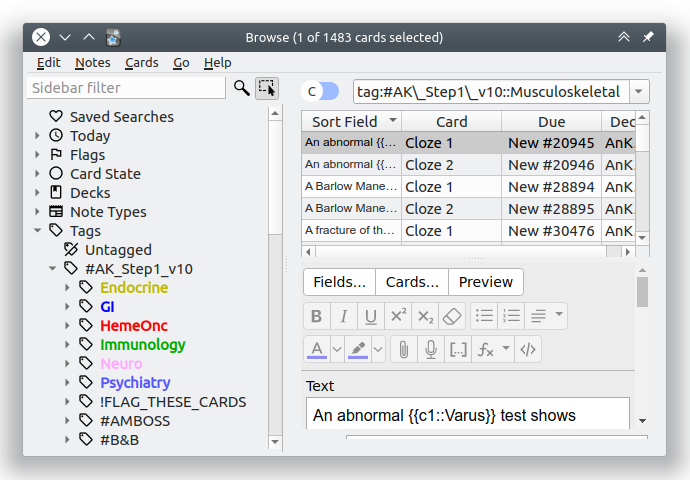 Browse (1 of 1483 cards selected)
Edit Notes Cards Go Help
Sidebar filter
Saved Searches
Today
Flags
Card State
Decks
Note Types
Tags
Untagged
#AK_Step1_v10
Endocrine
GI
HemeOnc
Immunology
Neuro
Psychiatry
!FLAG_THESE_CARDS
#AMBOSS
#B&B
C tag:#AK\_Step1\_v10::Musculoskeletal
Sort Field Card Due Dec
An abnormal {{... Cloze 1 New #20945 AnK
An abnormal {{... Cloze 2 New #20946 AnK
A Barlow Mane... Cloze 1 New #28894 AnK
A Barlow Mane... Cloze 2 New #28895 AnK
A fracture of th... Cloze 1 New #30476 AnK
Fields... Cards... Preview
B I U x² x₂
A fx </>
Text
An abnormal {{c1::Varus}} test shows